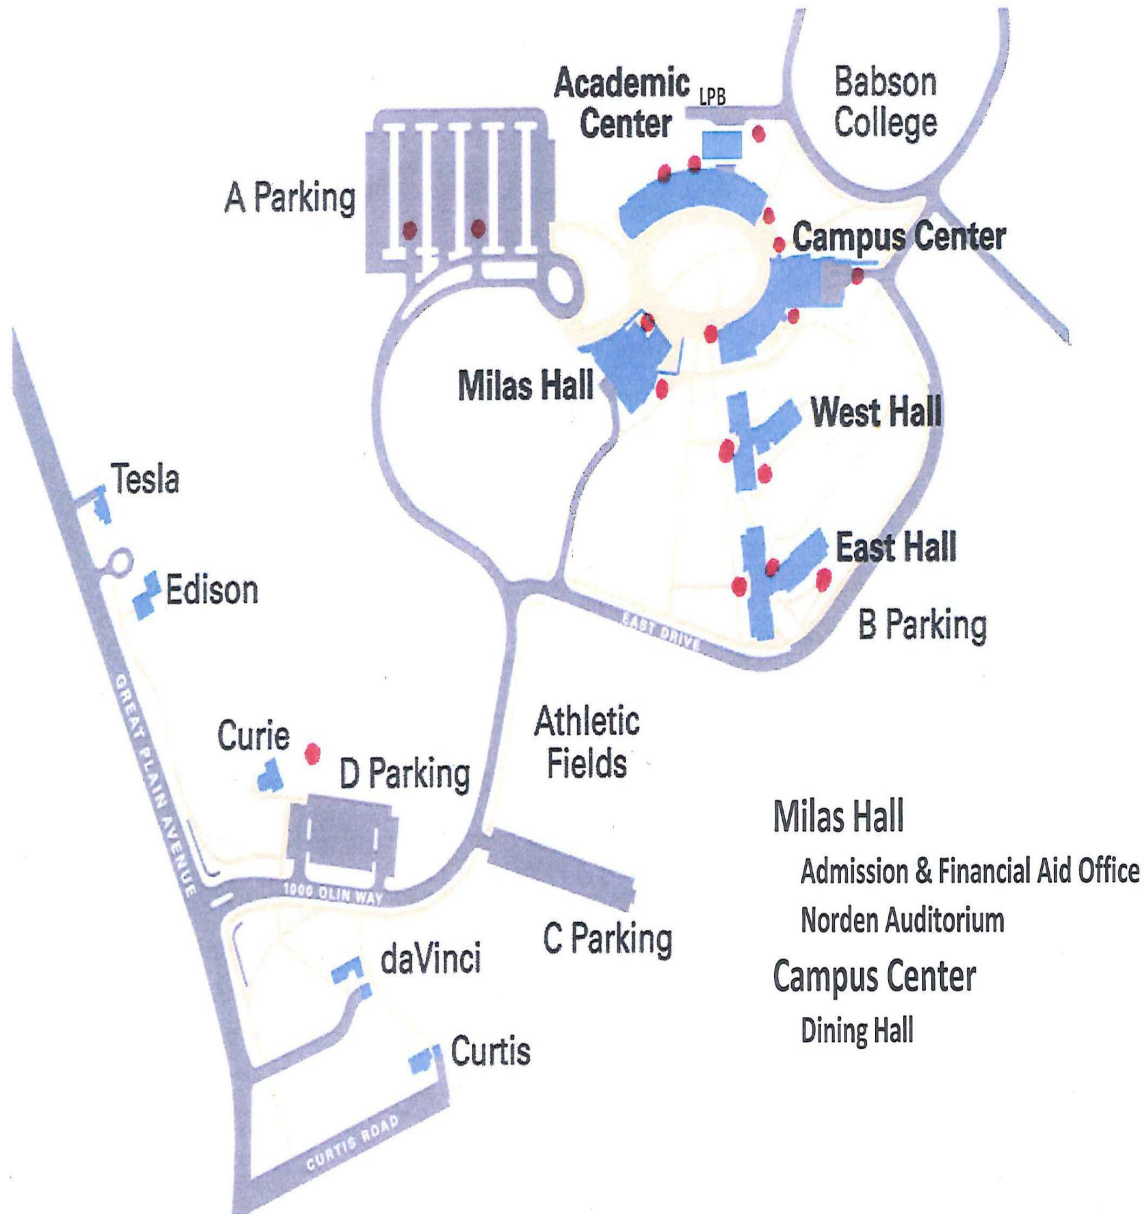 Academic
Center
LPB
Babson
College
A Parking
Campus Center
Milas Hall
West Hall
Tesla
East Hall
Edison
B Parking
EAST DRIVE
GREAT PLAIN AVENUE
Curie
D Parking
Athletic
Fields
1000 OLIN WAY
C Parking
daVinci
Curtis
CURTIS ROAD
Milas Hall
Admission & Financial Aid Office
Norden Auditorium
Campus Center
Dining Hall